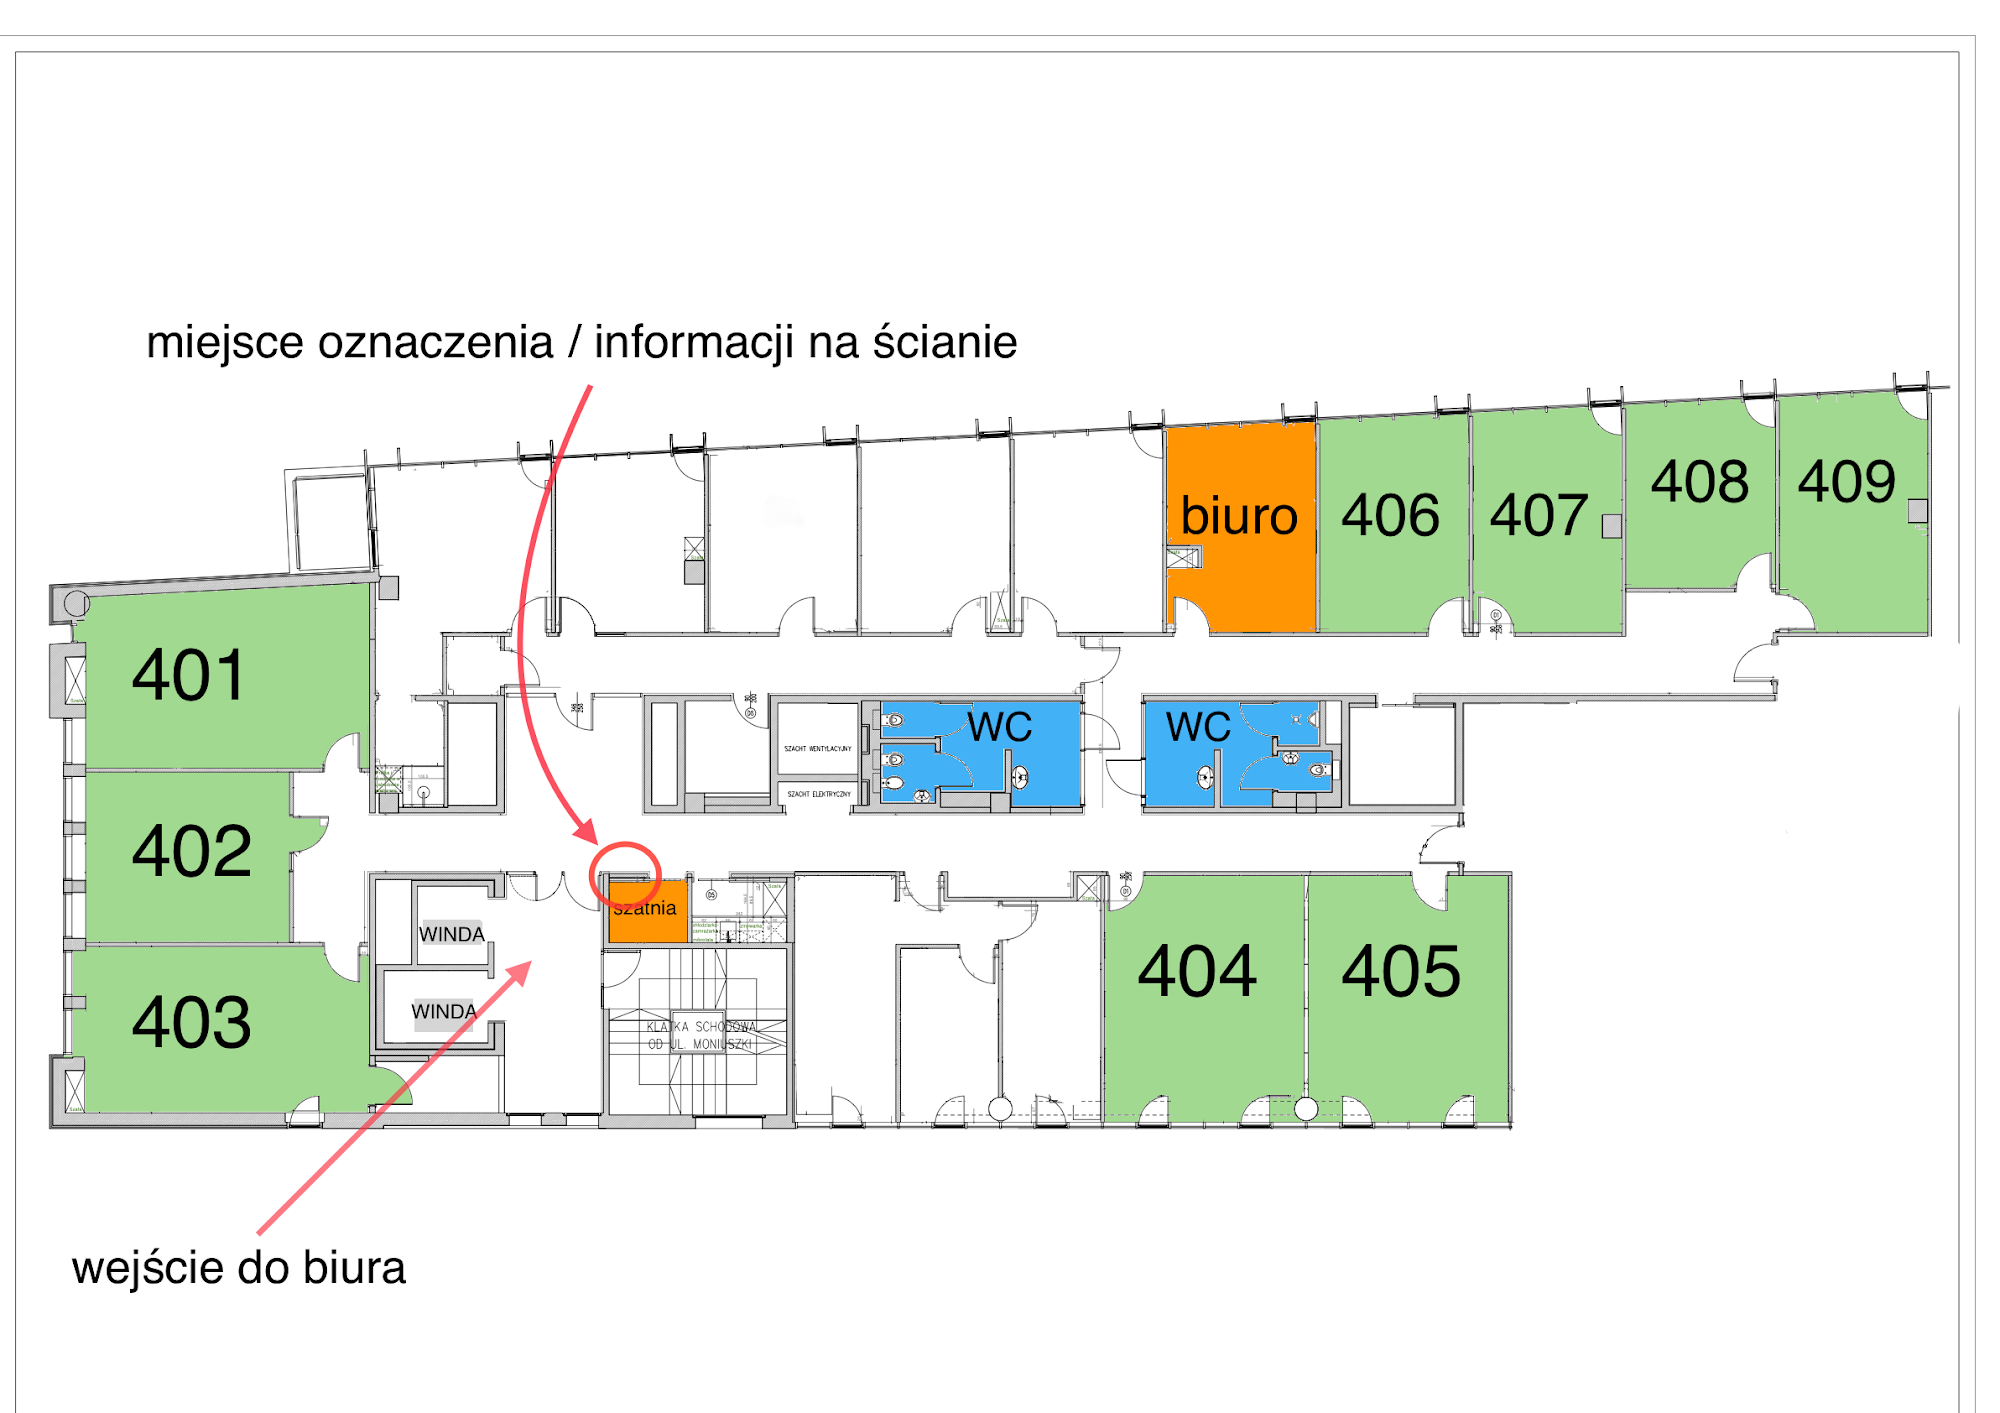 miejsce oznaczenia / informacji na ścianie
biuro
406
407
408
409
401
402
403
WC
WC
SZACHT WENTYLACYJNY
SZACHT ELEKTRYCZNY
szatnia
WINDA
WINDA
KLATKA SCHODOWA
OD UL. MONIUSZKI
404
405
wejście do biura